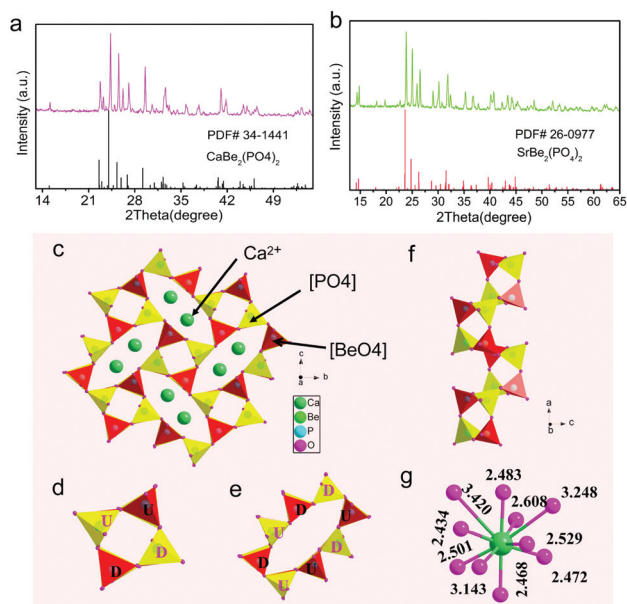 a
Intensity (a.u.)
PDF# 34-1441
CaBe2(PO4)2
14 21 28 35 42 49
2Theta(degree)
b
Intensity (a.u.)
PDF# 26-0977
SrBe2(PO4)2
15 20 25 30 35 40 45 50 55 60 65
2Theta(degree)
c
Ca2+
[PO4]
[BeO4]
c
a b
Ca
Be
P
O
d
U U
D D
e
D
U D
D U
U
f
a
b c
g
2.483
3.420 2.608 3.248
2.434
2.529
2.501
2.472
3.143 2.468